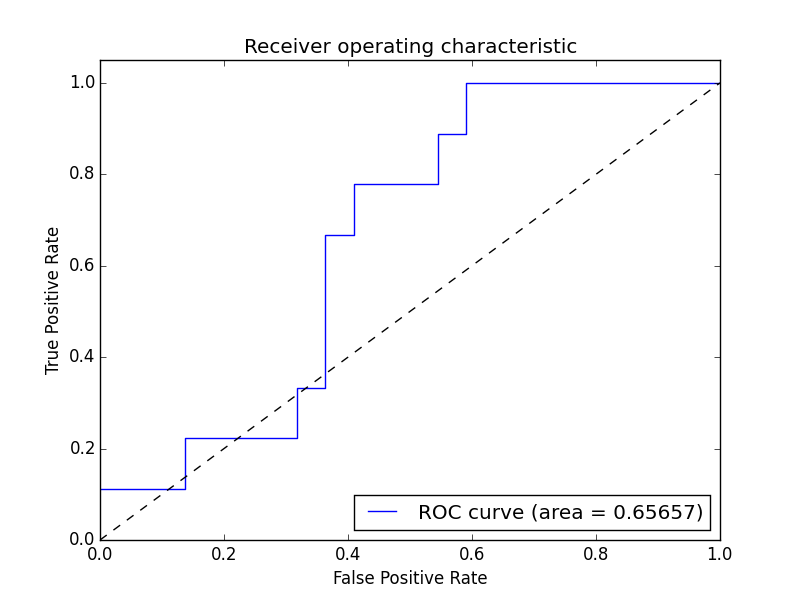 Receiver operating characteristic
1.0
0.8
0.6
0.4
0.2
0.0
True Positive Rate
ROC curve (area = 0.65657)
0.0 0.2 0.4 0.6 0.8 1.0
False Positive Rate